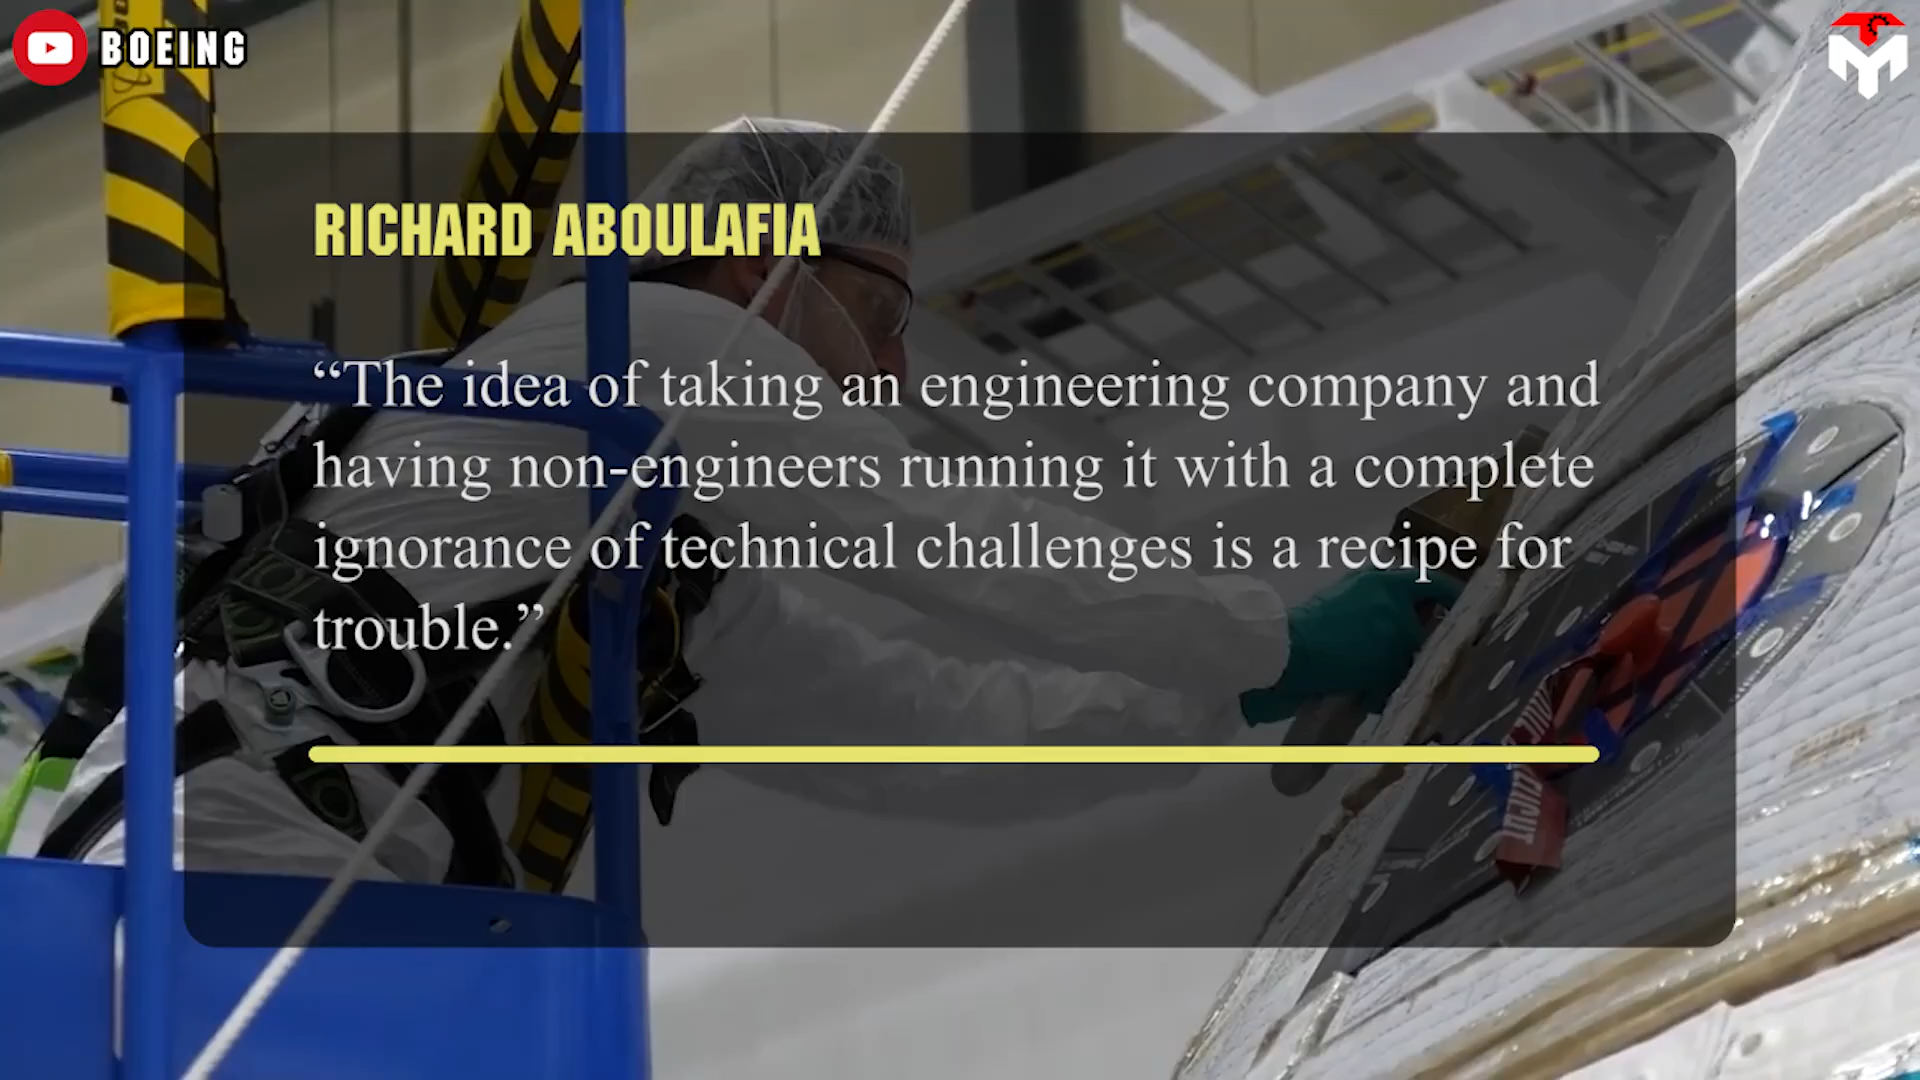 BOEING
RICHARD ABOULAFIA
“The idea of taking an engineering company and
having non-engineers running it with a complete
ignorance of technical challenges is a recipe for
trouble.”